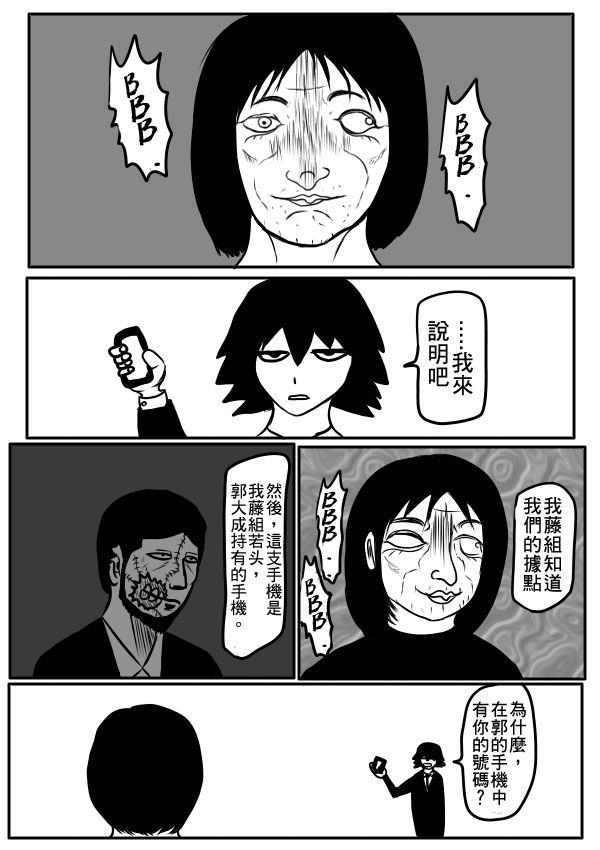 BBB.
BBB.
……我來
說明吧
我藤組知道
我們的據點
BBB.
BBB.
然後，這支手機是
我藤組若头，
郭大成持有的手機。
為什麼，
在郭的手機中
有你的號碼？